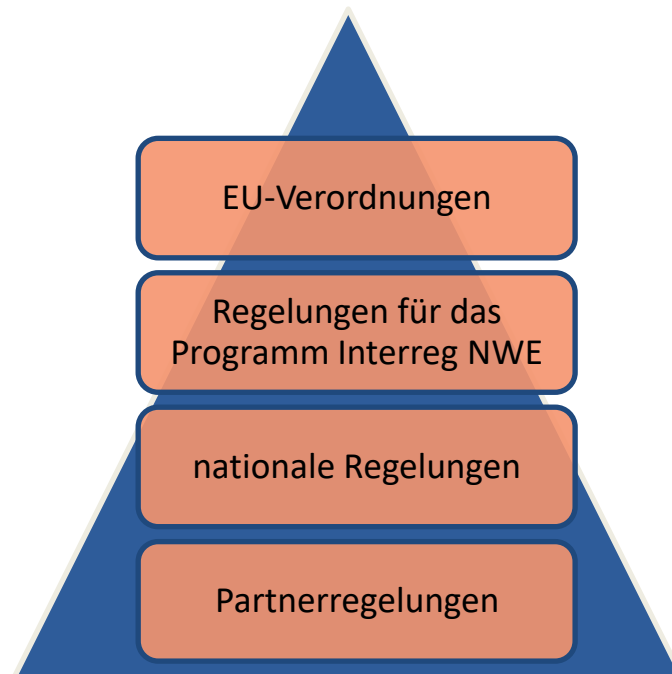 EU-Verordnungen
Regelungen für das
Programm Interreg NWE
nationale Regelungen
Partnerregelungen